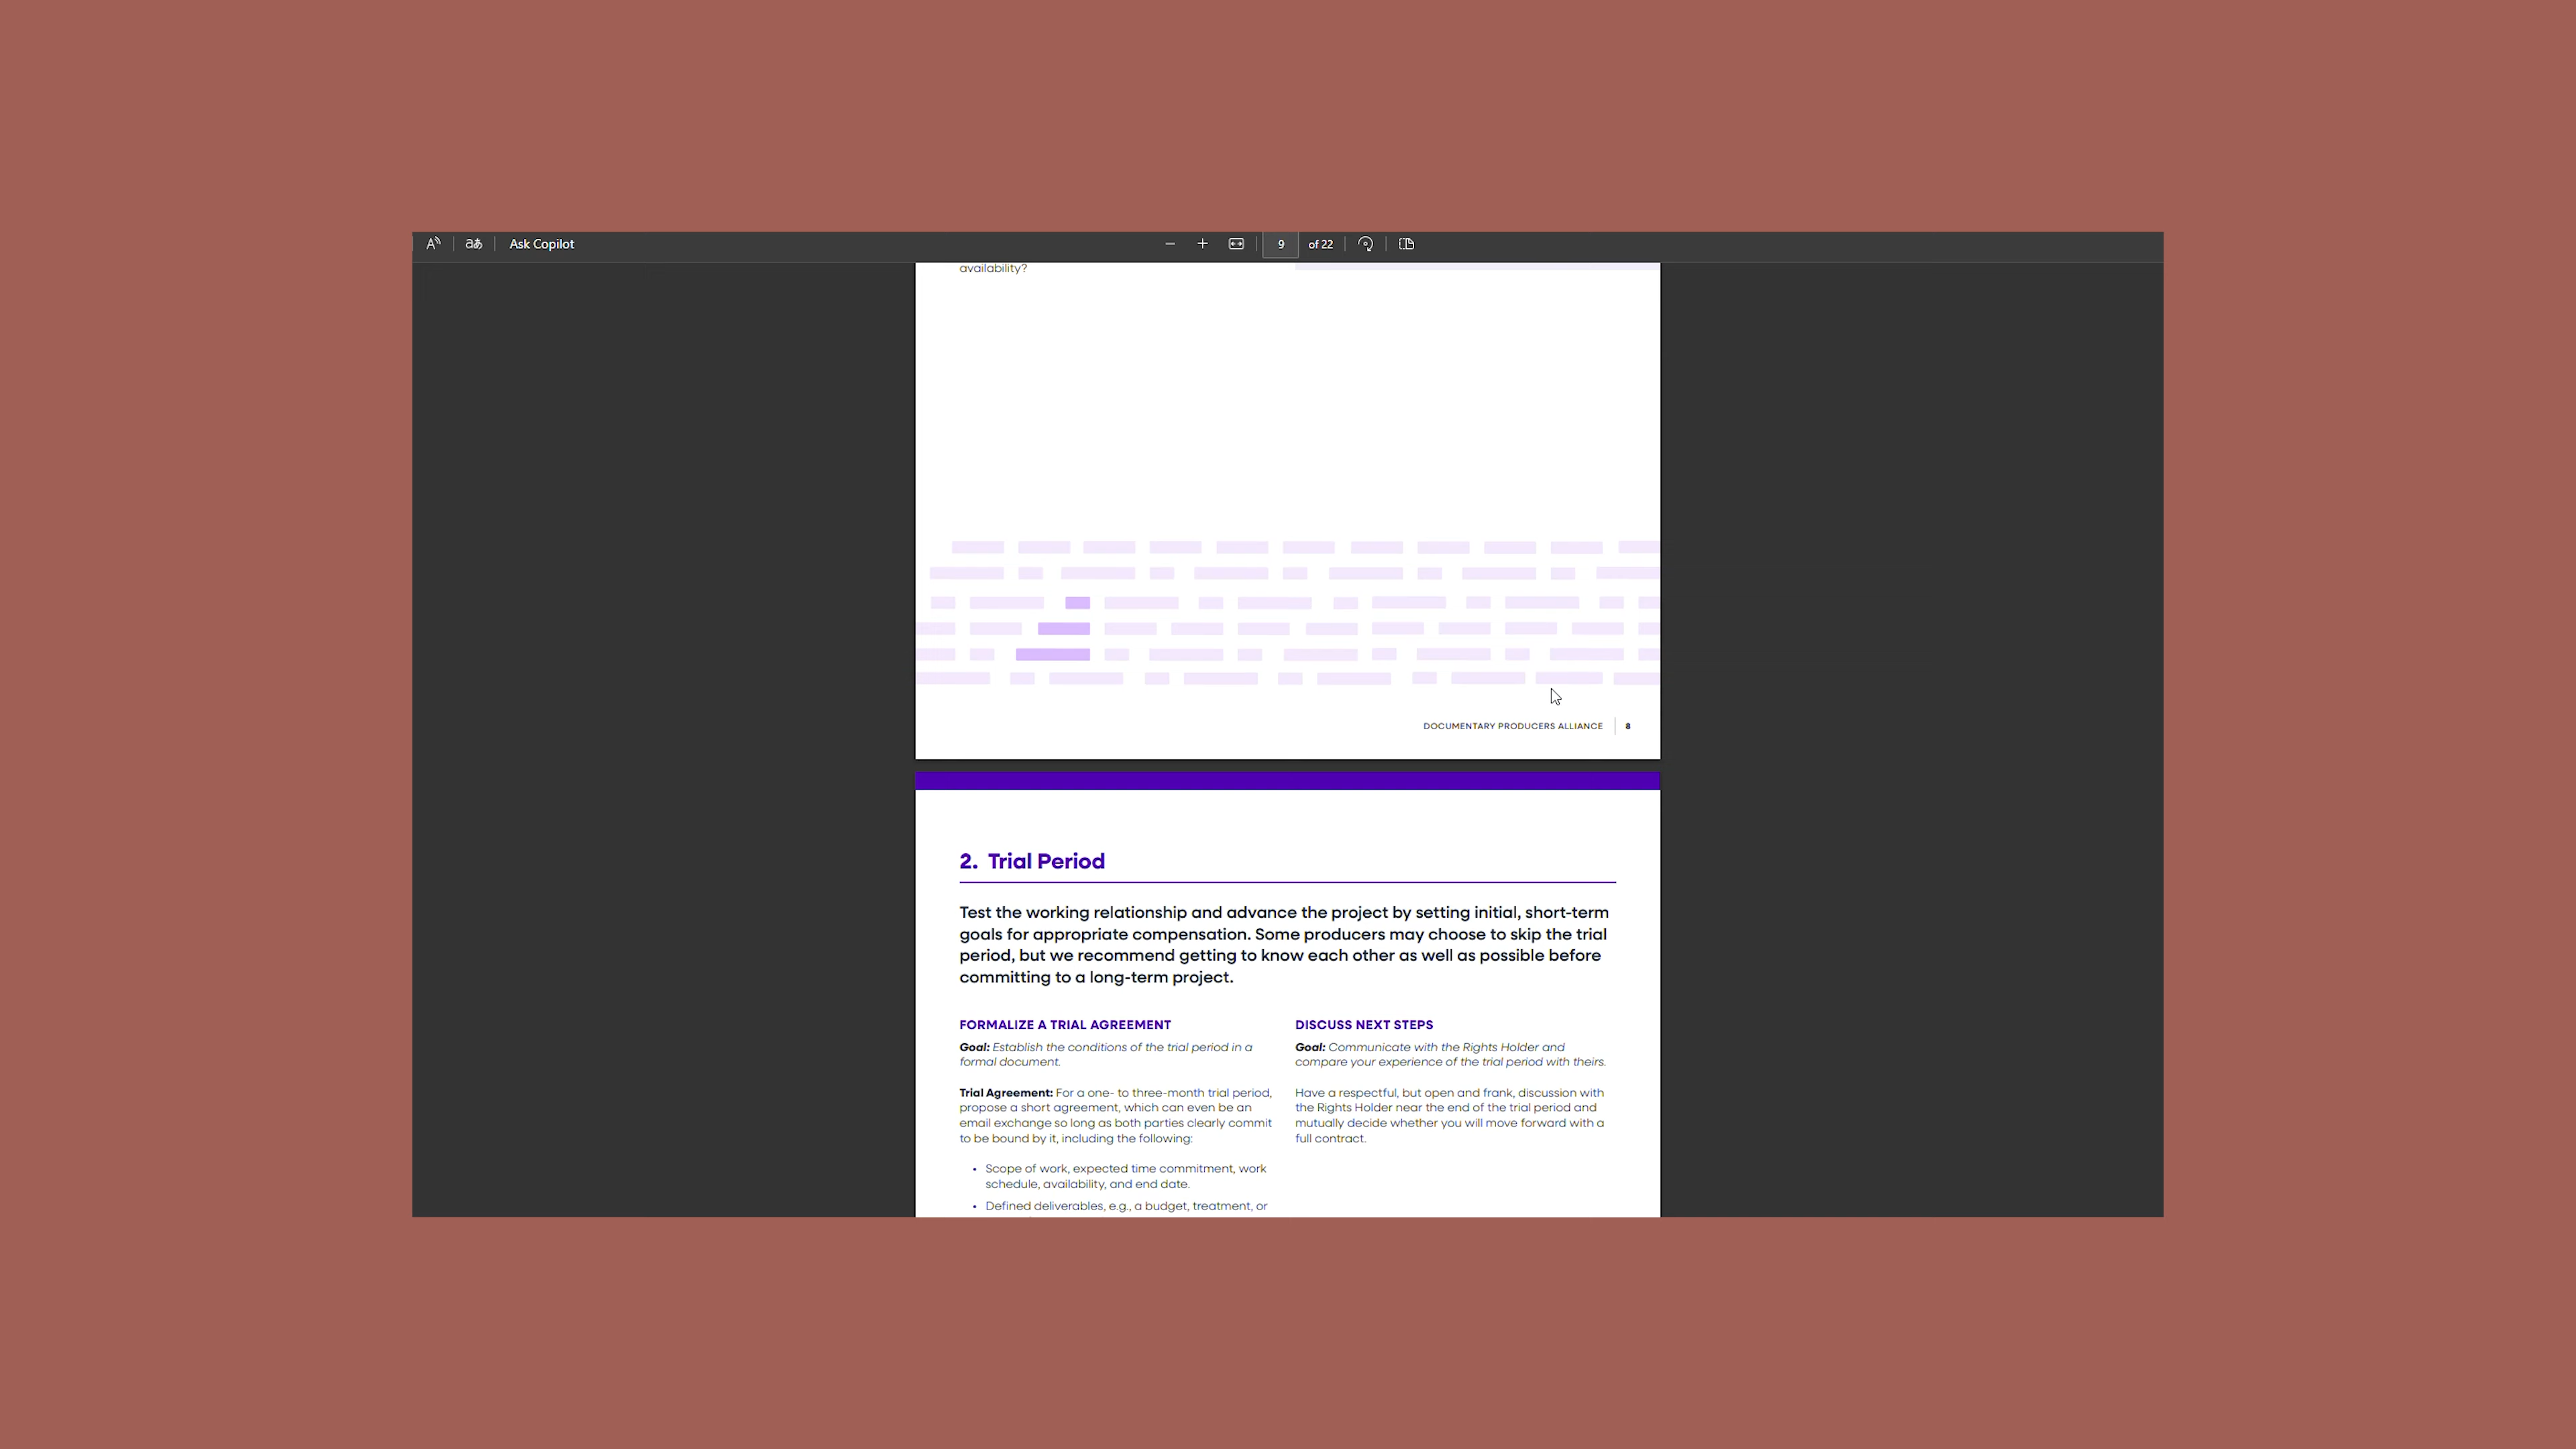 Ask Copilot
9 of 22
availability?
DOCUMENTARY PRODUCERS ALLIANCE 8
2. Trial Period
Test the working relationship and advance the project by setting initial, short-term
goals for appropriate compensation. Some producers may choose to skip the trial
period, but we recommend getting to know each other as well as possible before
committing to a long-term project.
FORMALIZE A TRIAL AGREEMENT
Goal: Establish the conditions of the trial period in a
formal document.
Trial Agreement: For a one- to three-month trial period,
propose a short agreement, which can even be an
email exchange so long as both parties clearly commit
to be bound by it, including the following:
• Scope of work, expected time commitment, work
schedule, availability, and end date.
• Defined deliverables, e.g., a budget, treatment, or
DISCUSS NEXT STEPS
Goal: Communicate with the Rights Holder and
compare your experience of the trial period with theirs.
Have a respectful, but open and frank, discussion with
the Rights Holder near the end of the trial period and
mutually decide whether you will move forward with a
full contract.